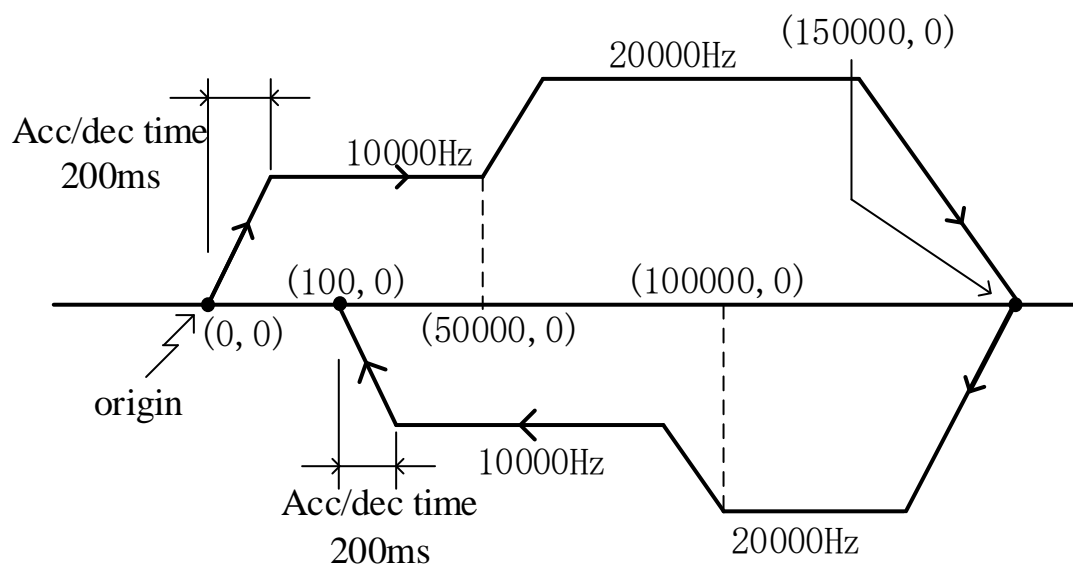 (150000,0)
20000Hz
Acc/dec time
200ms
10000Hz
(100,0)
(100000,0)
(0,0)
(50000,0)
origin
10000Hz
Acc/dec time
200ms
20000Hz